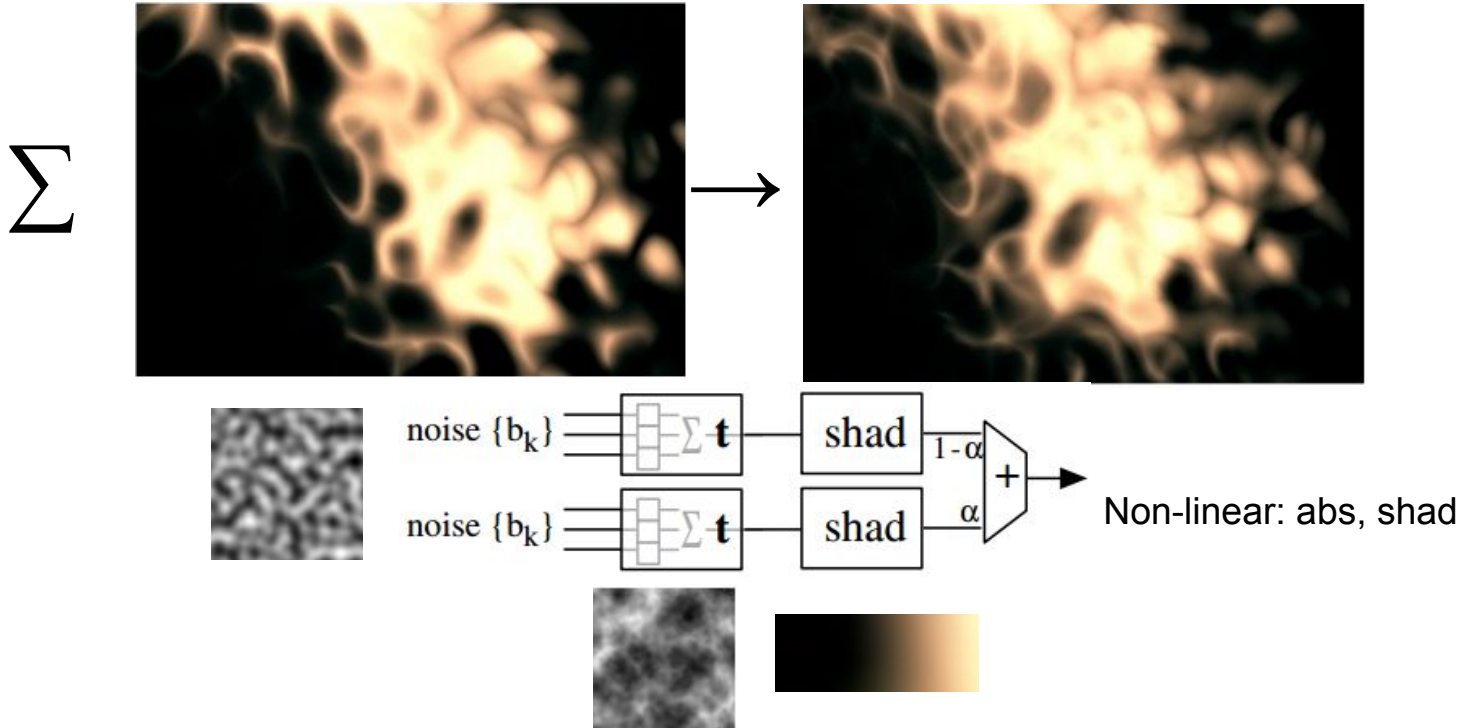 ∑
→
noise {b_k}
∑ t
shad
1-α
+
noise {b_k}
∑ t
shad
α
Non-linear: abs, shad